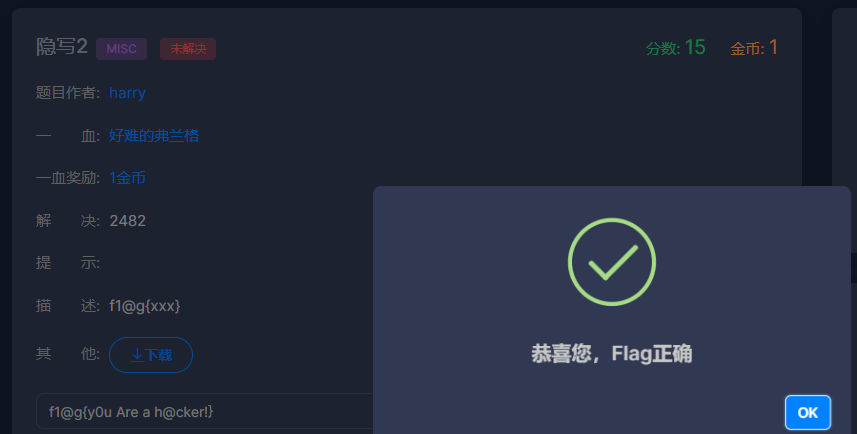 隐写2 MISC 未解决 分数: 15 金币: 1
题目作者: harry
一 血: 好难的弗兰格
一血奖励: 1金币
解 决: 2482
提 示:
描 述: f1@g{xxx}
其 他: 下载
恭喜您，Flag正确
OK
f1@g{y0u Are a h@cker!}